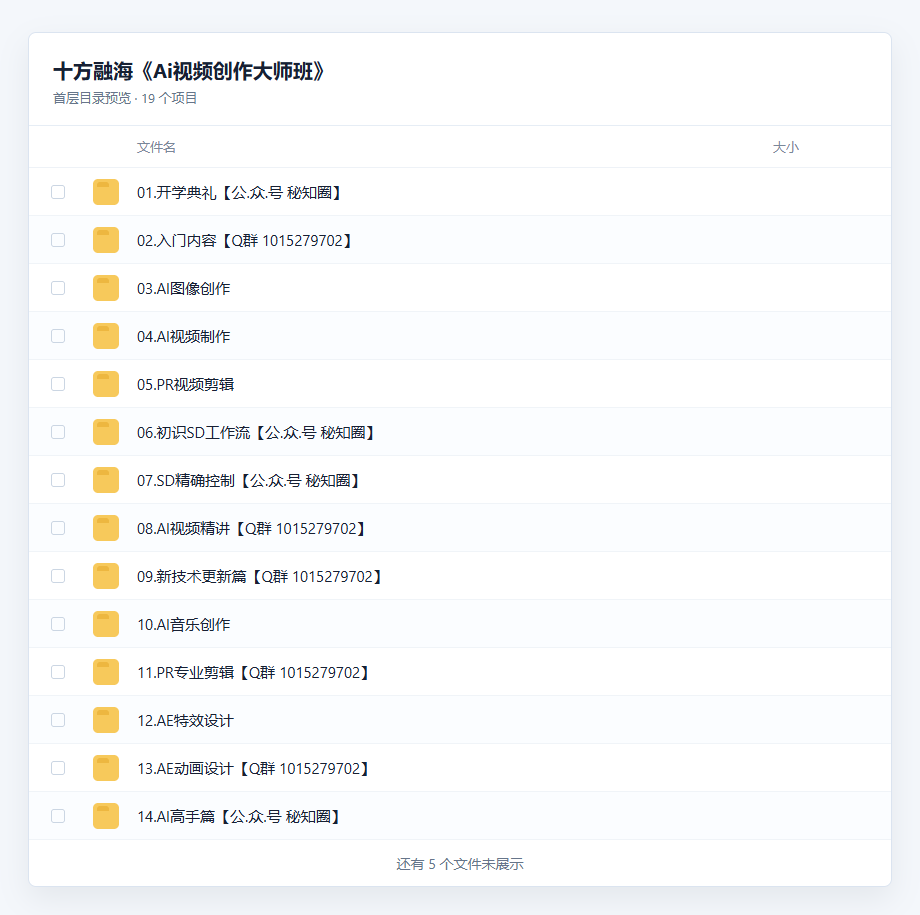 十方融海《Ai视频创作大师班》
首层目录预览 · 19 个项目
文件名 大小
01.开学典礼【公.众.号 秘知圈】
02.入门内容【Q群 1015279702】
03.AI图像创作
04.AI视频制作
05.PR视频剪辑
06.初识SD工作流【公.众.号 秘知圈】
07.SD精确控制【公.众.号 秘知圈】
08.AI视频精讲【Q群 1015279702】
09.新技术更新篇【Q群 1015279702】
10.AI音乐创作
11.PR专业剪辑【Q群 1015279702】
12.AE特效设计
13.AE动画设计【Q群 1015279702】
14.AI高手篇【公.众.号 秘知圈】
还有 5 个文件未展示